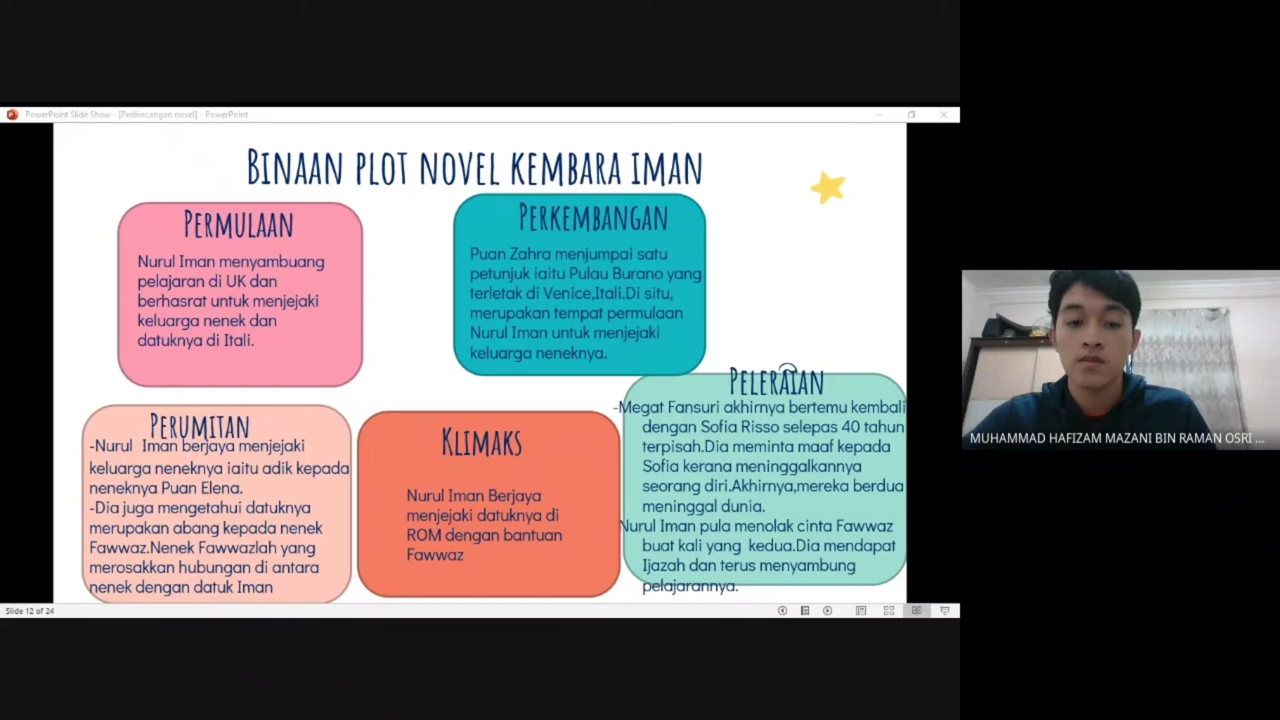 PowerPoint Slide Show - [Perbincangan novel] - PowerPoint
BINAAN PLOT NOVEL KEMBARA IMAN
PERMULAAN
Nurul Iman menyambuang
pelajaran di UK dan
berhasrat untuk menjejaki
keluarga nenek dan
datuknya di Itali.
PERKEMBANGAN
Puan Zahra menjumpai satu
petunjuk iaitu Pulau Burano yang
terletak di Venice,Itali.Di situ,
merupakan tempat permulaan
Nurul Iman untuk menjejaki
keluarga neneknya.
PERUMITAN
-Nurul Iman berjaya menjejaki
keluarga neneknya iaitu adik kepada
neneknya Puan Elena.
-Dia juga mengetahui datuknya
merupakan abang kepada nenek
Fawwaz.Nenek Fawwazlah yang
merosakkan hubungan di antara
nenek dengan datuk Iman
KLIMAKS
Nurul Iman Berjaya
menjejaki datuknya di
ROM dengan bantuan
Fawwaz
PELERAIAN
-Megat Fansuri akhirnya bertemu kembali
dengan Sofia Risso selepas 40 tahun
terpisah.Dia meminta maaf kepada
Sofia kerana meninggalkannya
seorang diri.Akhirnya,mereka berdua
meninggal dunia.
Nurul Iman pula menolak cinta Fawwaz
buat kali yang kedua.Dia mendapat
Ijazah dan terus menyambung
pelajarannya.
Slide 12 of 24
MUHAMMAD HAFIZAM MAZANI BIN RAMAN OSRI ...